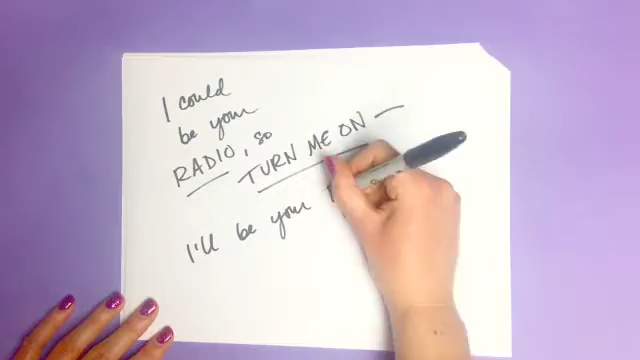 I could
be your
RADIO, so
TURN ME ON —
I'll be your